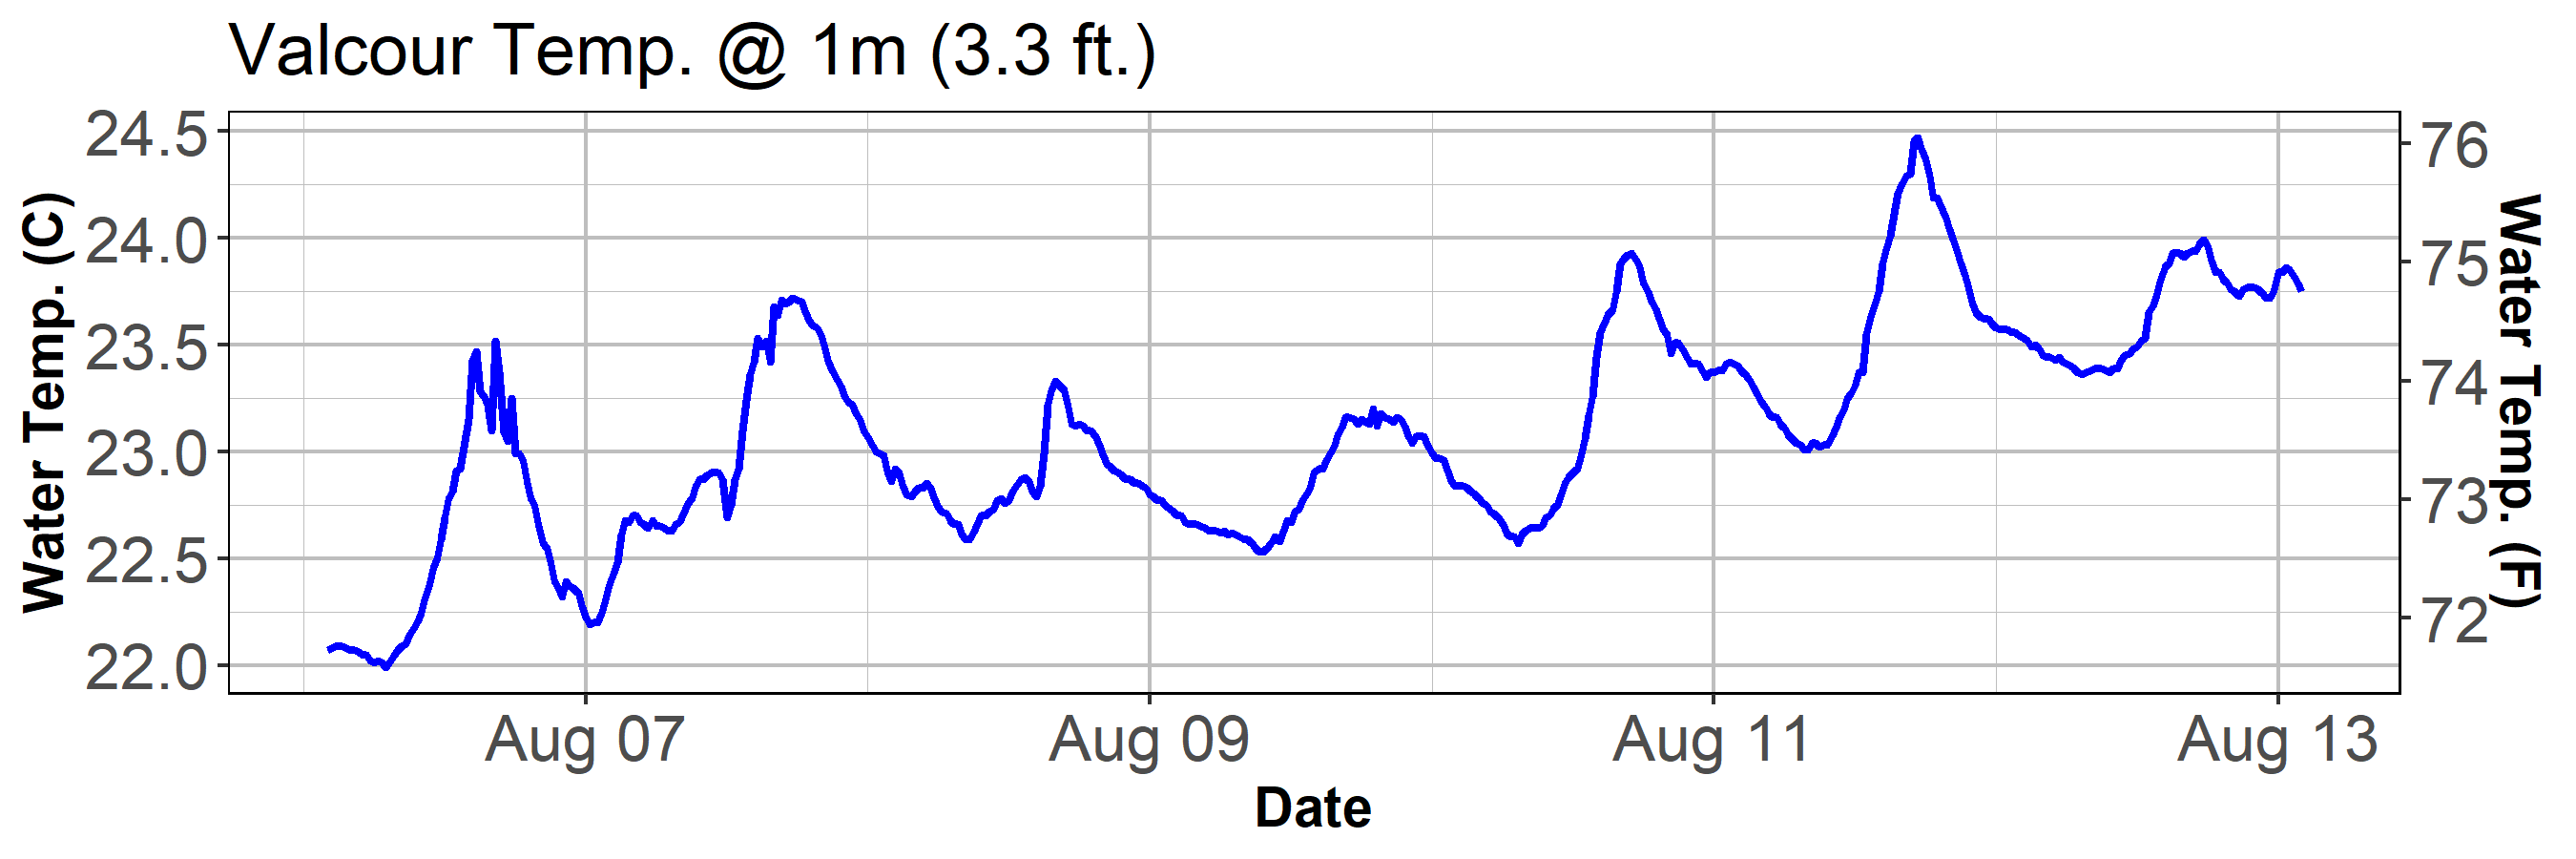 Valcour Temp. @ 1m (3.3 ft.)
Water Temp. (C)
24.5
24.0
23.5
23.0
22.5
22.0
76
75
74
73
72
Water Temp. (F)
Aug 07
Aug 09
Aug 11
Aug 13
Date